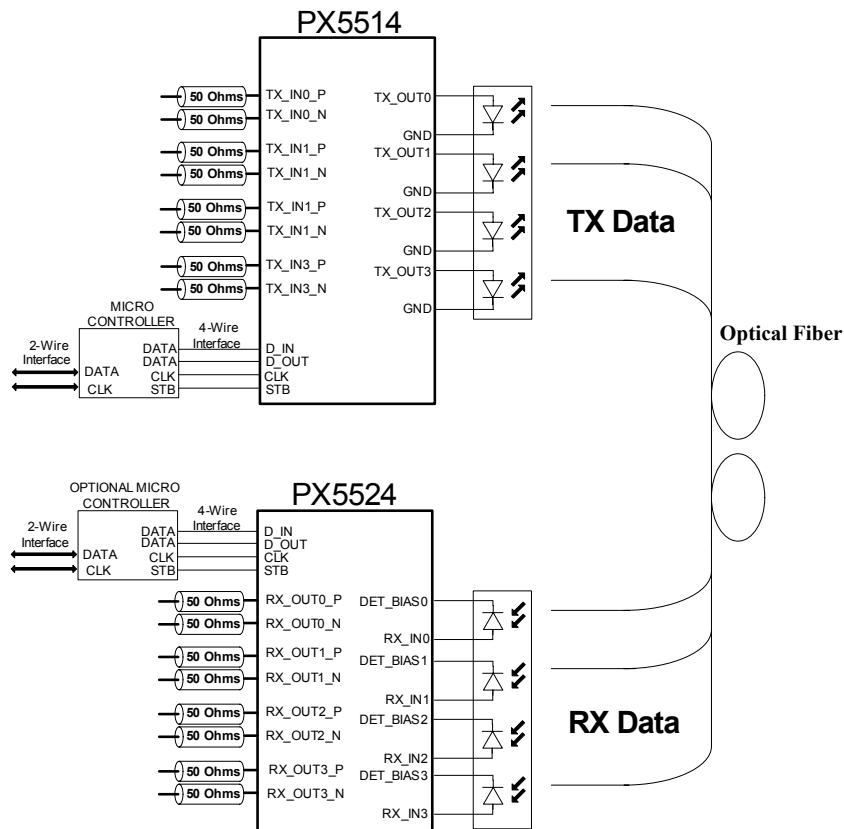 PX5514
50 Ohms TX_IN0_P
50 Ohms TX_IN0_N
50 Ohms TX_IN1_P
50 Ohms TX_IN1_N
50 Ohms TX_IN1_P
50 Ohms TX_IN1_N
50 Ohms TX_IN3_P
50 Ohms TX_IN3_N
TX_OUT0
GND
TX_OUT1
GND
TX_OUT2
GND
TX_OUT3
GND
TX Data
MICRO
CONTROLLER
4-Wire
Interface
2-Wire
Interface
DATA
CLK
DATA D_IN
DATA D_OUT
CLK CLK
STB STB
Optical Fiber
PX5524
OPTIONAL MICRO
CONTROLLER
4-Wire
Interface
2-Wire
Interface
DATA
CLK
DATA D_IN
DATA D_OUT
CLK CLK
STB STB
50 Ohms RX_OUT0_P
50 Ohms RX_OUT0_N
50 Ohms RX_OUT1_P
50 Ohms RX_OUT1_N
50 Ohms RX_OUT2_P
50 Ohms RX_OUT2_N
50 Ohms RX_OUT3_P
50 Ohms RX_OUT3_N
DET_BIAS0
RX_IN0
DET_BIAS1
RX_IN1
DET_BIAS2
RX_IN2
DET_BIAS3
RX_IN3
RX Data